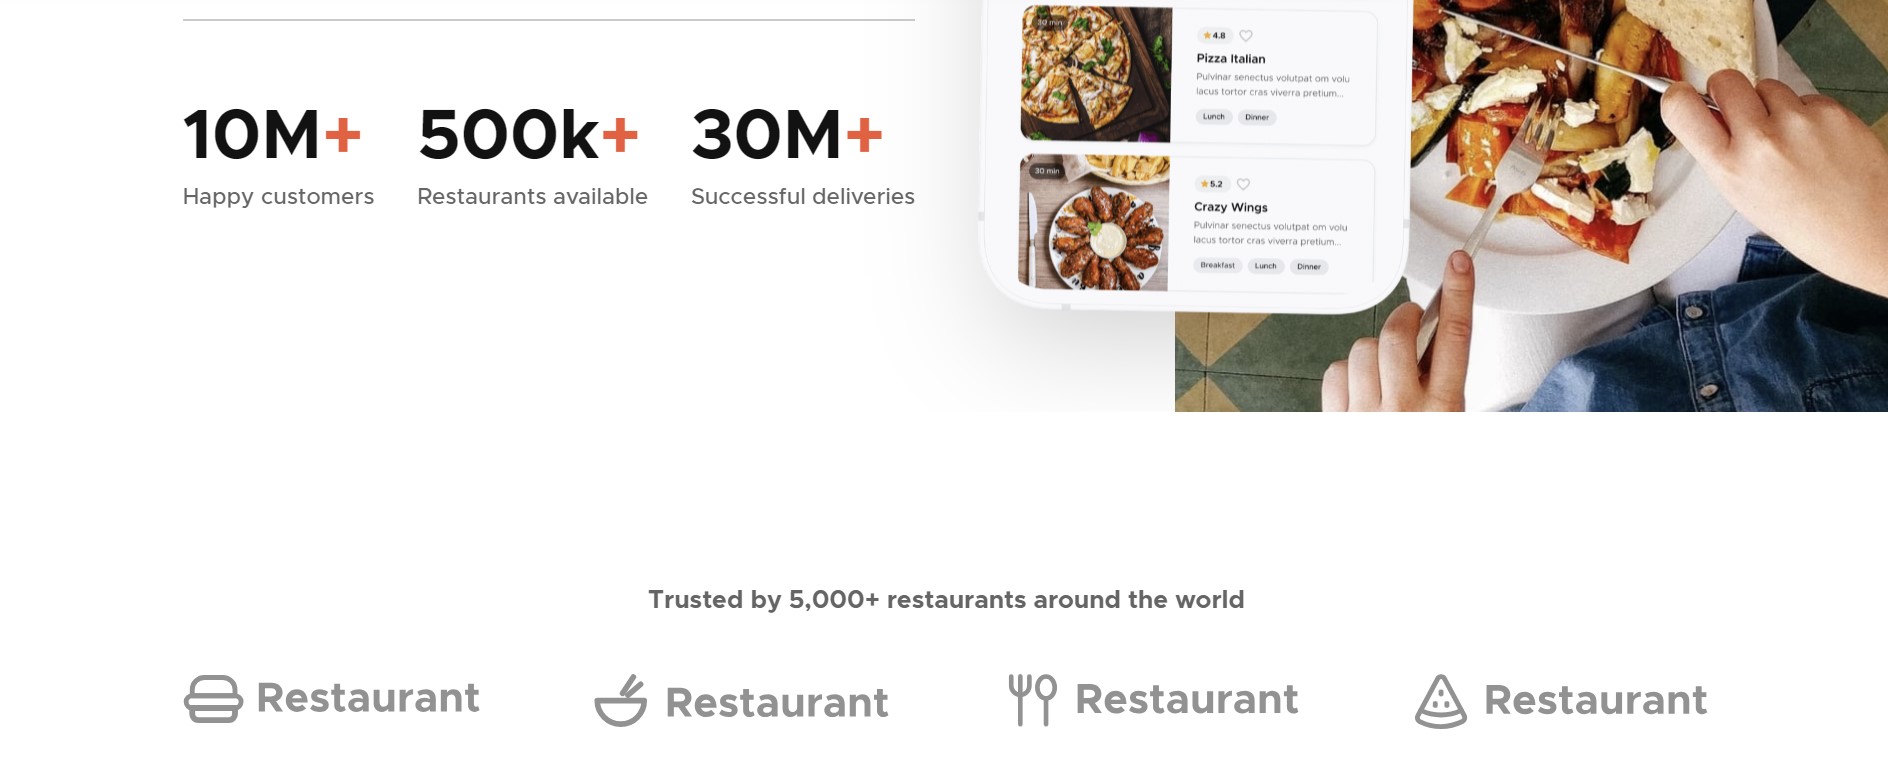 10M+
500k+
30M+
Happy customers
Restaurants available
Successful deliveries
30 min
4.8
Pizza Italian
Pulvinar senectus volutpat om volu
lacus tortor cras viverra pretium...
Lunch
Dinner
30 min
5.2
Crazy Wings
Pulvinar senectus volutpat om volu
lacus tortor cras viverra pretium...
Breakfast
Lunch
Dinner
Trusted by 5,000+ restaurants around the world
Restaurant
Restaurant
Restaurant
Restaurant